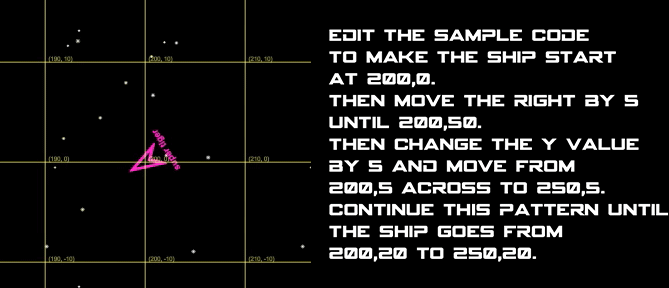 (190, 10)
(200, 10)
(210, 10)
super tiger
(190, 0)
(200, 0)
(210, 0)
(190, -10)
(200, -10)
(210, -10)
EDIT THE SAMPLE CODE
TO MAKE THE SHIP START
AT 200,0.
THEN MOVE THE RIGHT BY 5
UNTIL 200,50.
THEN CHANGE THE Y VALUE
BY 5 AND MOVE FROM
200,5 ACROSS TO 250,5.
CONTINUE THIS PATTERN UNTIL
THE SHIP GOES FROM
200,20 TO 250,20.